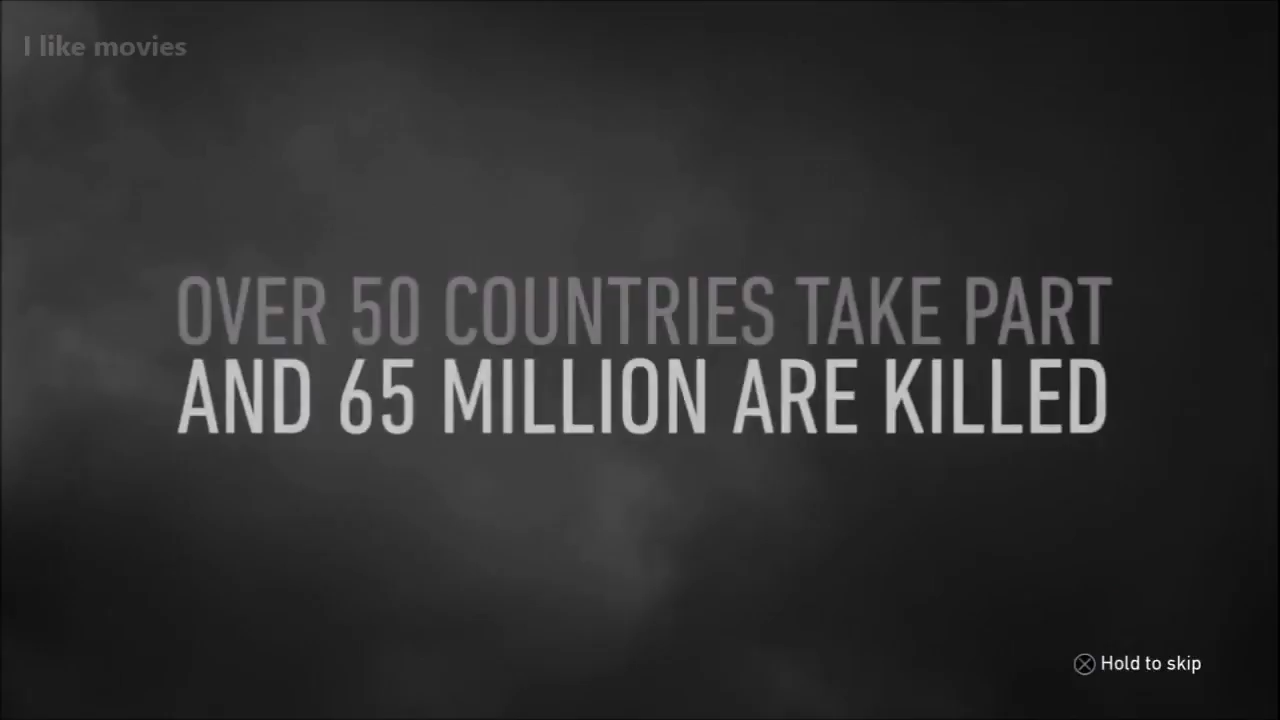 I like movies
OVER 50 COUNTRIES TAKE PART
AND 65 MILLION ARE KILLED
Hold to skip